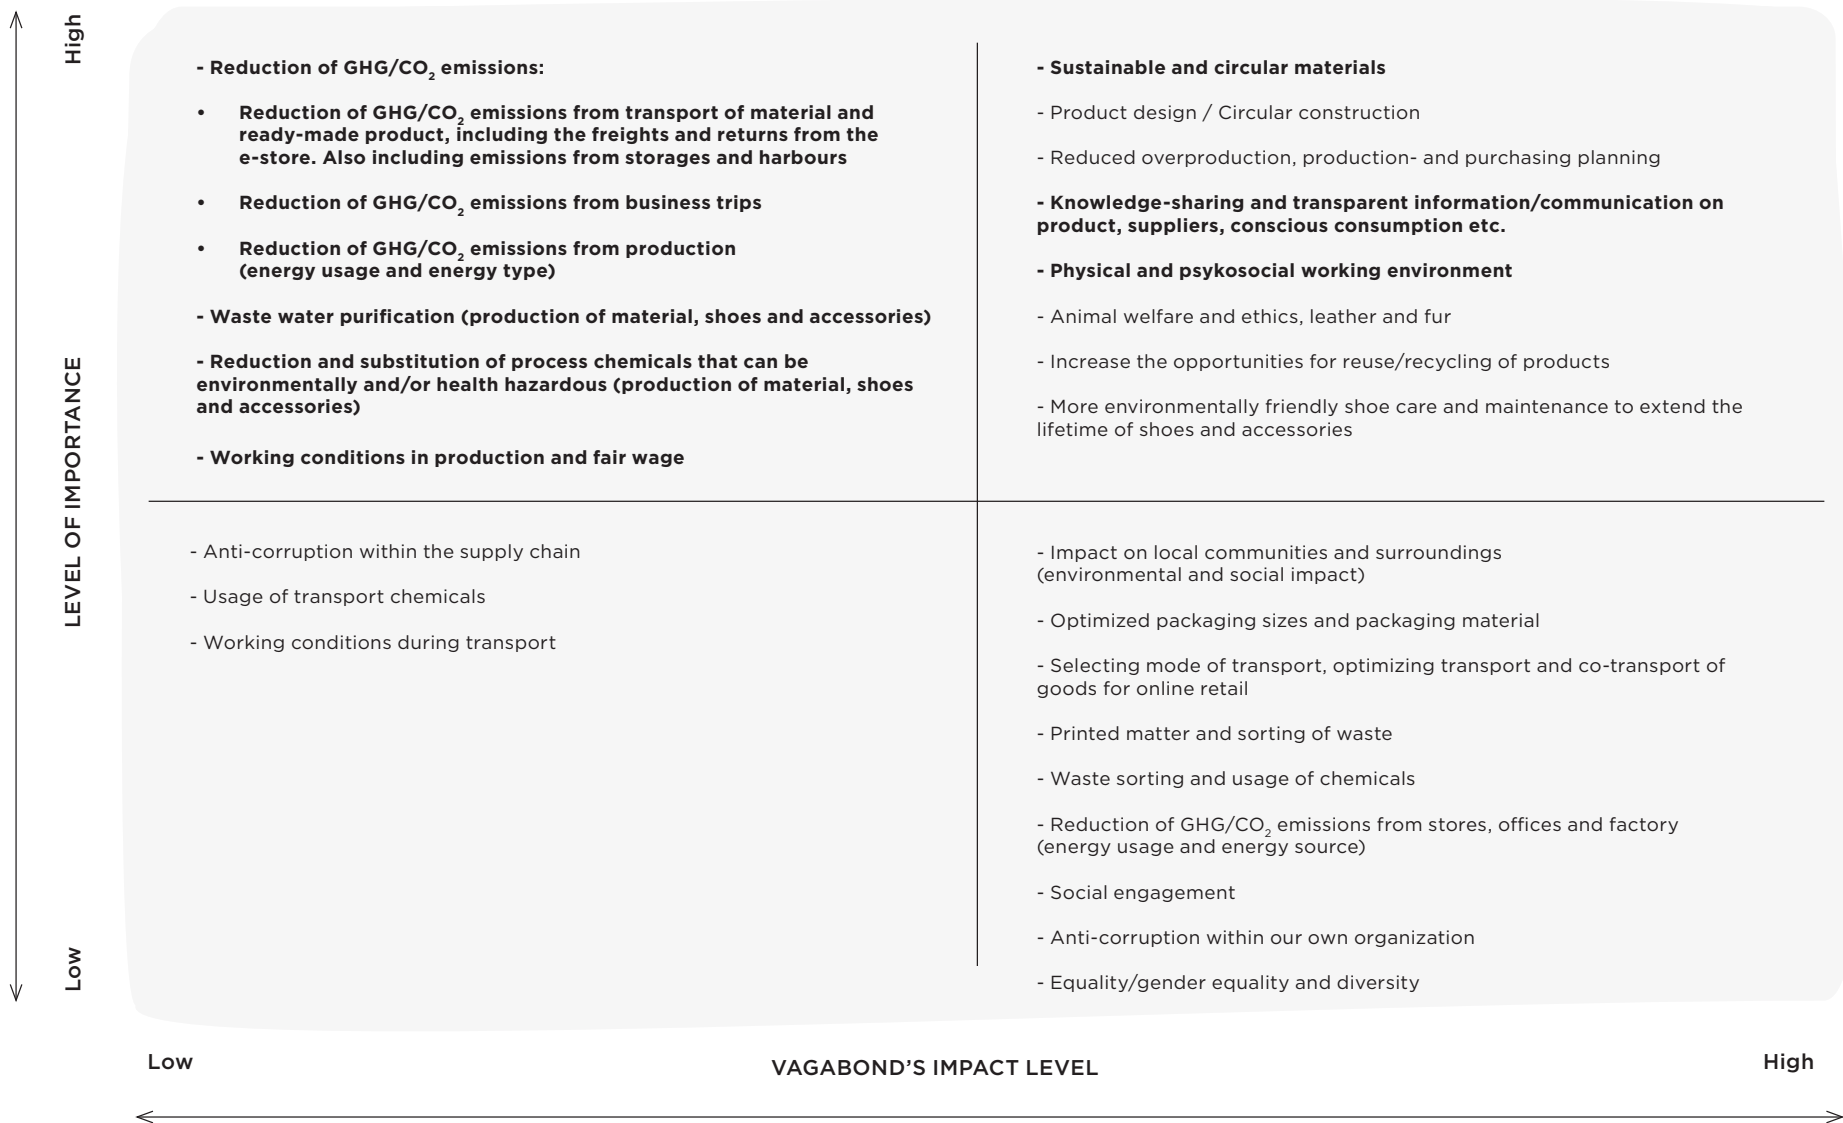 High
LEVEL OF IMPORTANCE
Low
- Reduction of GHG/CO₂ emissions:
• Reduction of GHG/CO₂ emissions from transport of material and
ready-made product, including the freights and returns from the
e-store. Also including emissions from storages and harbours
• Reduction of GHG/CO₂ emissions from business trips
• Reduction of GHG/CO₂ emissions from production
(energy usage and energy type)
- Waste water purification (production of material, shoes and accessories)
- Reduction and substitution of process chemicals that can be
environmentally and/or health hazardous (production of material, shoes
and accessories)
- Working conditions in production and fair wage
- Sustainable and circular materials
- Product design / Circular construction
- Reduced overproduction, production- and purchasing planning
- Knowledge-sharing and transparent information/communication on
product, suppliers, conscious consumption etc.
- Physical and psykosocial working environment
- Animal welfare and ethics, leather and fur
- Increase the opportunities for reuse/recycling of products
- More environmentally friendly shoe care and maintenance to extend the
lifetime of shoes and accessories
- Anti-corruption within the supply chain
- Usage of transport chemicals
- Working conditions during transport
- Impact on local communities and surroundings
(environmental and social impact)
- Optimized packaging sizes and packaging material
- Selecting mode of transport, optimizing transport and co-transport of
goods for online retail
- Printed matter and sorting of waste
- Waste sorting and usage of chemicals
- Reduction of GHG/CO₂ emissions from stores, offices and factory
(energy usage and energy source)
- Social engagement
- Anti-corruption within our own organization
- Equality/gender equality and diversity
Low
VAGABOND'S IMPACT LEVEL
High